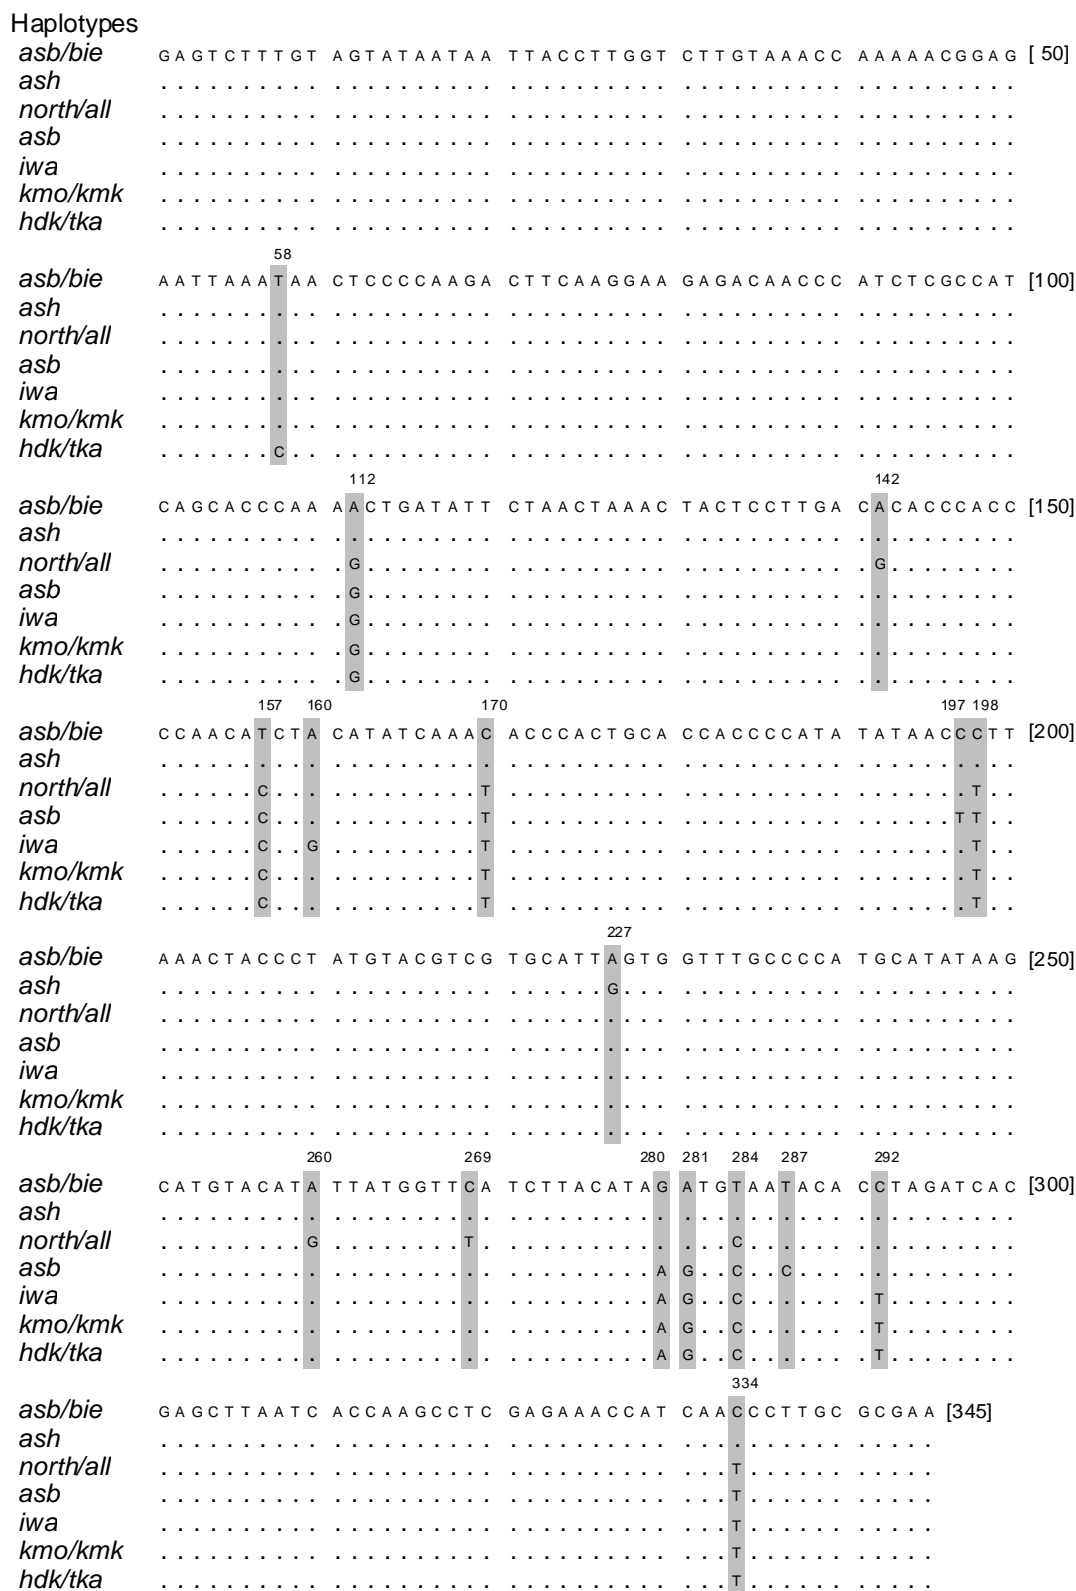 Haplotypes
asb/bie GAGTCTTTGT AGTATAATAA TTACCTTGGT CTTGTAAACC AAAAACGGAG [ 50]
ash .......... .......... .......... .......... ..........
north/all .......... .......... .......... .......... ..........
asb .......... .......... .......... .......... ..........
iwa .......... .......... .......... .......... ..........
kmo/kmk .......... .......... .......... .......... ..........
hdk/tka .......... .......... .......... .......... ..........
58
asb/bie AATTAAATAA CTCCCCAAGA CTTCAAGGAA GAGACAACCC ATCTCGCCAT [100]
ash .......... .......... .......... .......... ..........
north/all .......... .......... .......... .......... ..........
asb .......... .......... .......... .......... ..........
iwa .......... .......... .......... .......... ..........
kmo/kmk .......... .......... .......... .......... ..........
hdk/tka .......C.. .......... .......... .......... ..........
112 142
asb/bie CAGCACCCAA AACTGATATT CTAACTAAAC TACTCCTTGA CACACCCACC [150]
ash .......... .......... .......... .......... ..........
north/all .......... .G........ .......... .......... .G........
asb .......... .G........ .......... .......... ..........
iwa .......... .G........ .......... .......... ..........
kmo/kmk .......... .G........ .......... .......... ..........
hdk/tka .......... .G........ .......... .......... ..........
157 160 170 197 198
asb/bie CCAACATCTA CATATCAAAC ACCCACTGCA CCACCCCATA TATAACCCTT [200]
ash .......... .......... .......... .......... ..........
north/all ......C... .........T .......... .......... .......T..
asb ......C... .........T .......... .......... ......TT..
iwa ......C..G .........T .......... .......... .......T..
kmo/kmk ......C... .........T .......... .......... .......T..
hdk/tka ......C... .........T .......... .......... .......T..
227
asb/bie AAACTACCCT ATGTACGTCG TGCATTAGTG GTTTGCCCCA TGCATATAAG [250]
ash .......... .......... ......G... .......... ..........
north/all .......... .......... .......... .......... ..........
asb .......... .......... .......... .......... ..........
iwa .......... .......... .......... .......... ..........
kmo/kmk .......... .......... .......... .......... ..........
hdk/tka .......... .......... .......... .......... ..........
260 269 280 281 284 287 292
asb/bie CATGTACATA TTATGGTTCA TCTTACATAG ATGTAATACA CCTAGATCAC [300]
ash .......... .......... .......... .......... ..........
north/all .........G ........T. .......... ...C...... ..........
asb .......... .......... .........A G..C..C... ..........
iwa .......... .......... .........A G..C...... .T........
kmo/kmk .......... .......... .........A G..C...... .T........
hdk/tka .......... .......... .........A G..C...... .T........
334
asb/bie GAGCTTAATC ACCAAGCCTC GAGAAACCAT CAACCCTTGC GCGAA [345]
ash .......... .......... .......... .......... .....
north/all .......... .......... .......... ...T...... .....
asb .......... .......... .......... ...T...... .....
iwa .......... .......... .......... ...T...... .....
kmo/kmk .......... .......... .......... ...T...... .....
hdk/tka .......... .......... .......... ...T...... .....